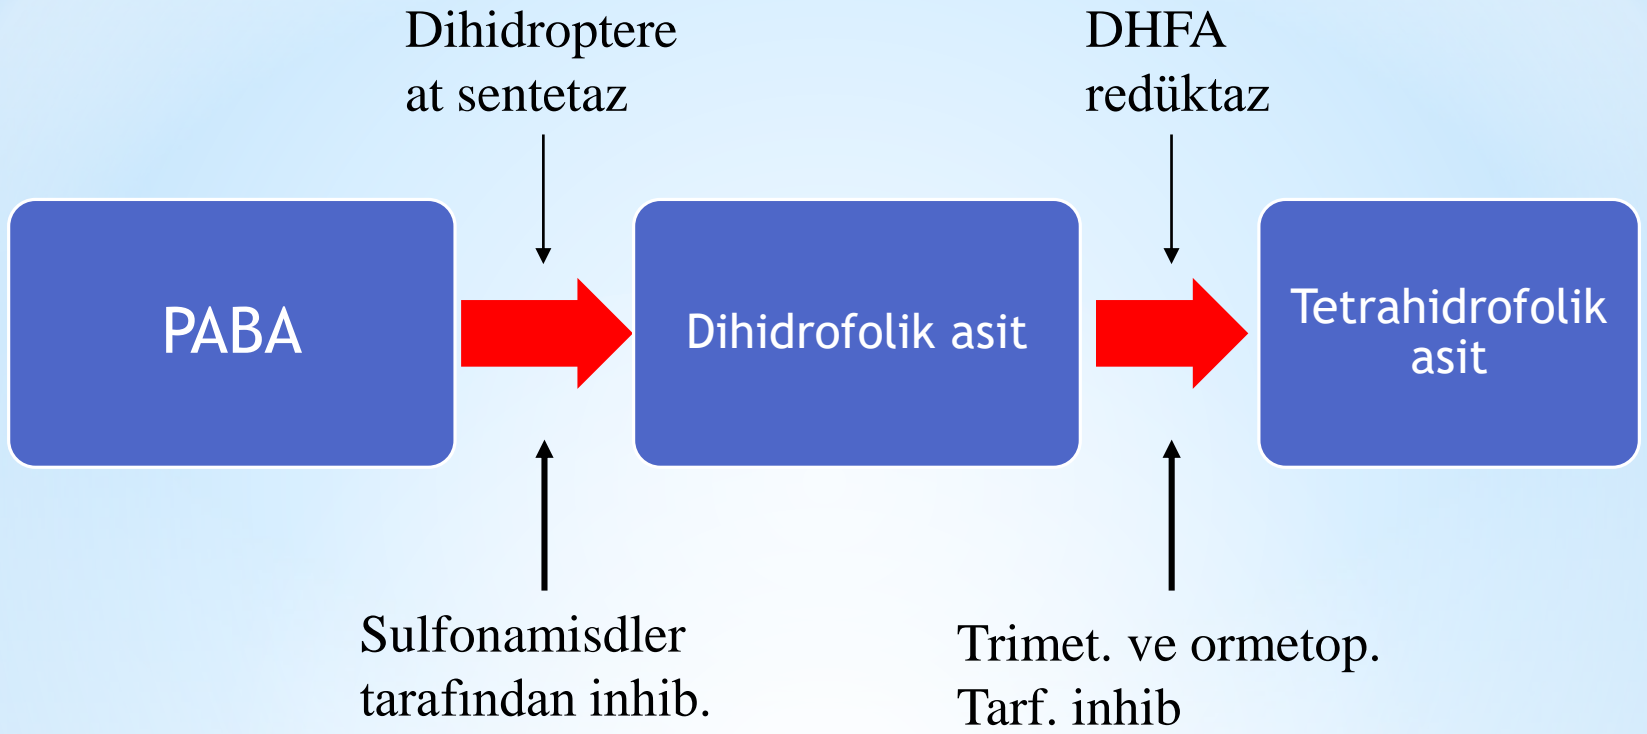 Dihidroptere
at sentetaz
DHFA
redüktaz
PABA
Dihidrofolik asit
Tetrahidrofolik
asit
Sulfonamisdler
tarafından inhib.
Trimet. ve ormetop.
Tarf. inhib